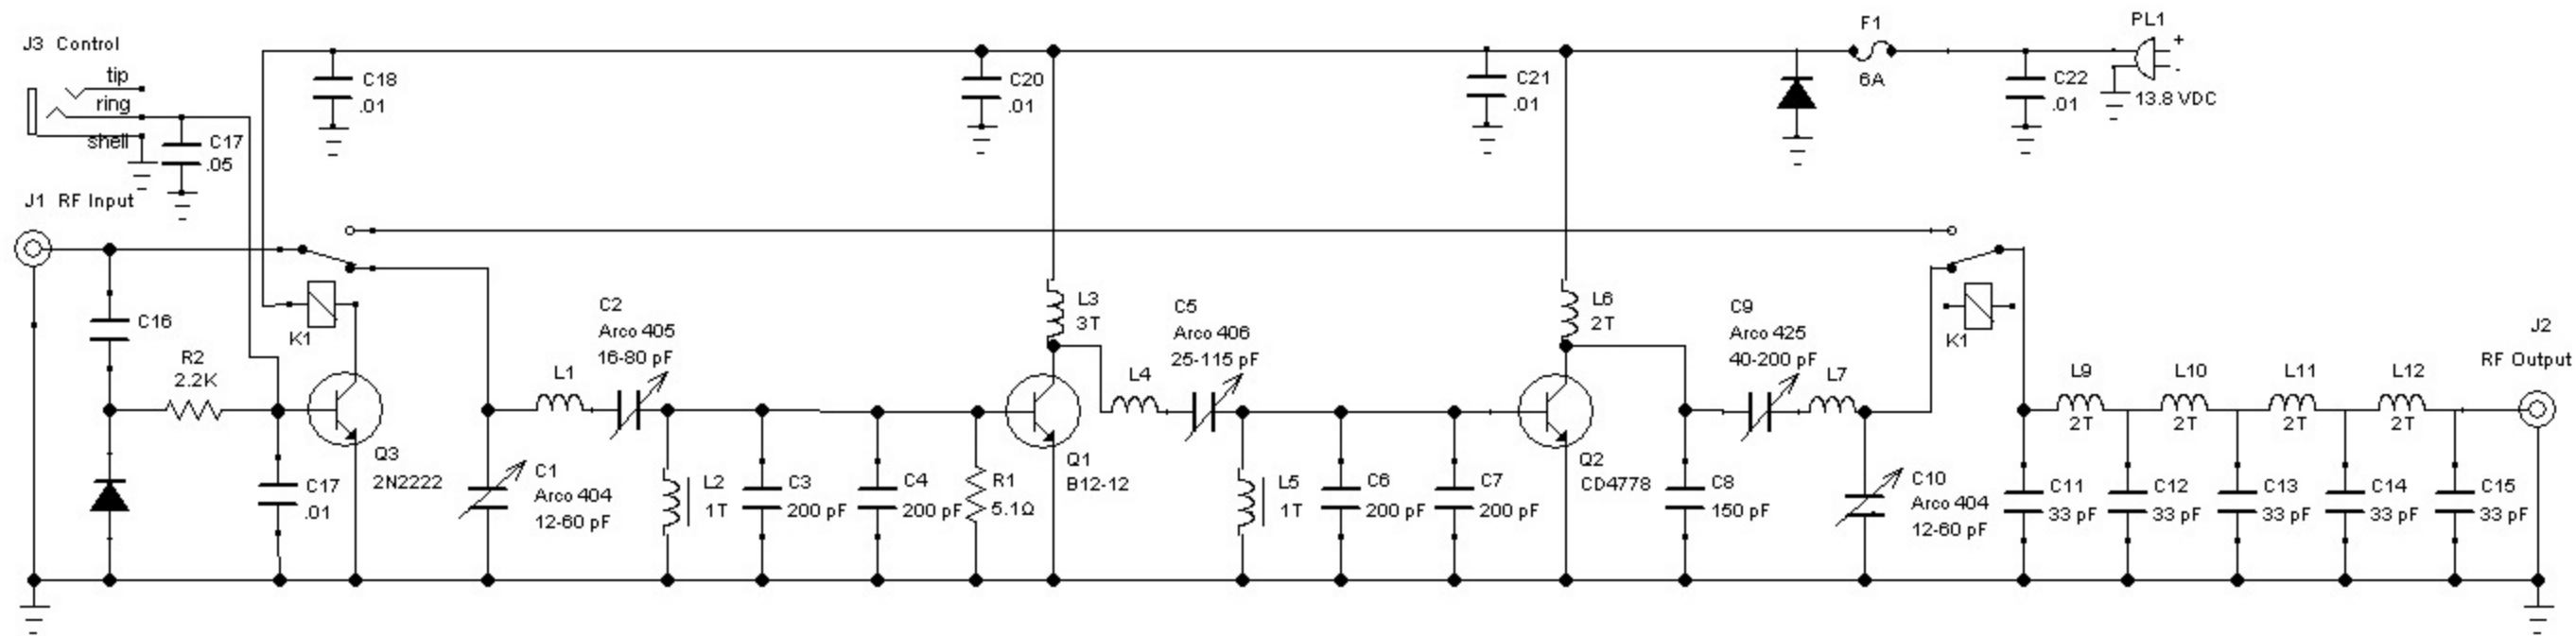 J3 Control
tip
ring
shell
C17
.05
J1 RF Input
C18
.01
C20
.01
C21
.01
F1
6A
C22
.01
PL1
+
-
13.8 VDC
C16
R2
2.2K
K1
Q3
2N2222
C17
.01
C1
Arco 404
12-60 pF
L1
C2
Arco 405
16-80 pF
L2
1T
C3
200 pF
C4
200 pF
R1
5.1Ω
L3
3T
Q1
B12-12
L4
C5
Arco 406
25-115 pF
L5
1T
C6
200 pF
C7
200 pF
L6
2T
Q2
CD4778
C8
150 pF
C9
Arco 425
40-200 pF
L7
C10
Arco 404
12-60 pF
K1
L9
2T
L10
2T
L11
2T
L12
2T
C11
33 pF
C12
33 pF
C13
33 pF
C14
33 pF
C15
33 pF
J2
RF Output